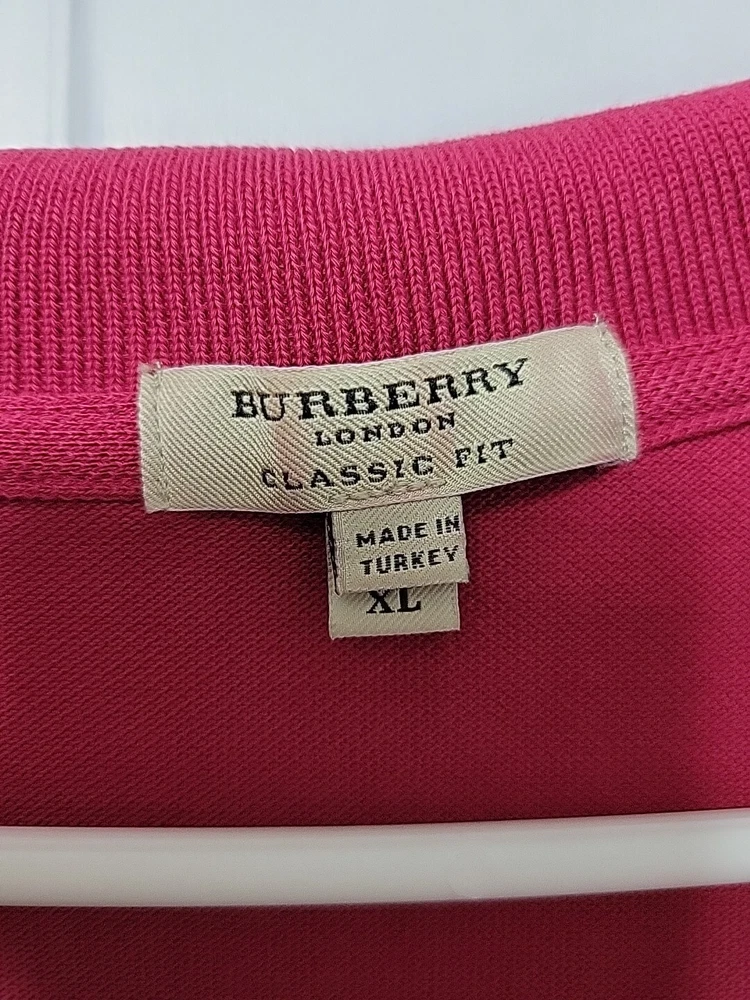 BURBERRY
LONDON
CLASSIC FIT
MADE IN
TURKEY
XL